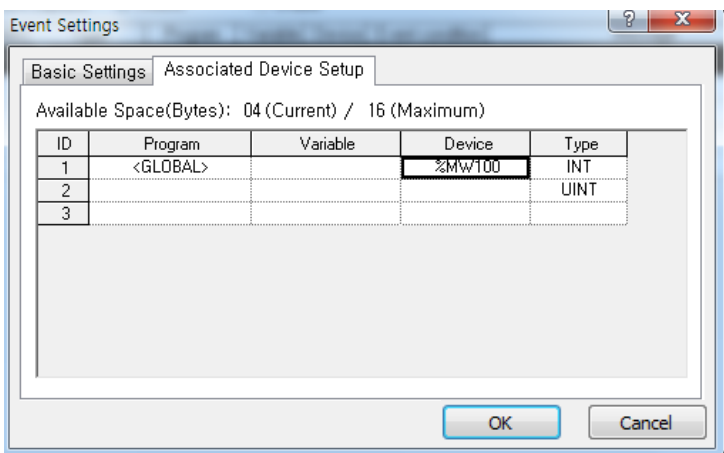 Event Settings
? X
Basic Settings Associated Device Setup
Available Space(Bytes): 04 (Current) / 16 (Maximum)
ID Program Variable Device Type
1 <GLOBAL> %MW100 INT
2 UINT
3
OK Cancel